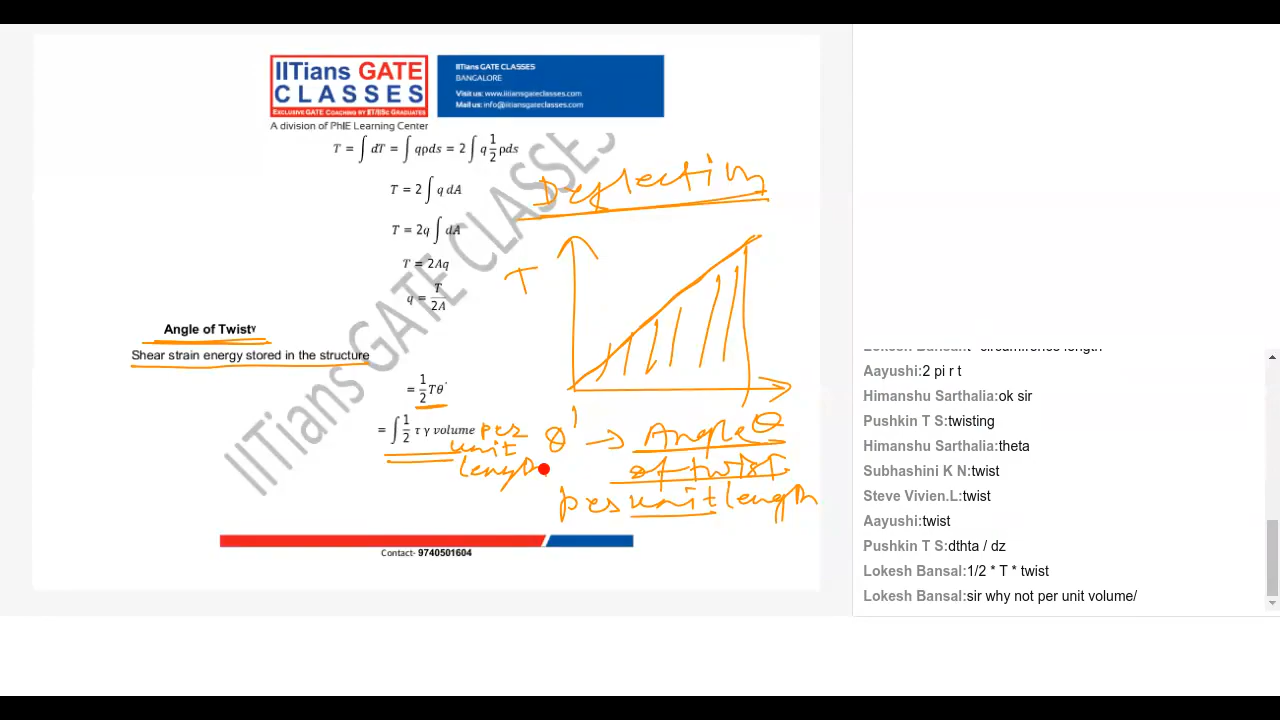 IITians GATE
CLASSES
EXCLUSIVE GATE COACHING BY IIT/IISc GRADUATES
A division of PhIE Learning Center
IITians GATE CLASSES
BANGALORE
Visit us: www.iitiansgateclasses.com
Mail us: info@iitiansgateclasses.com
T = ∫ dT = ∫ qρds = 2 ∫ q 1/2 ρds
T = 2 ∫ q dA
T = 2q ∫ dA
T = 2Aq
q = T/2A
Deflection
T
Angle of Twist
Shear strain energy stored in the structure
= 1/2 Tθ'
= ∫ 1/2 τ γ volume per
unit
length
θ' → Angle θ
of twist
per unit length
IITians GATE CLASSES
Contact- 9740501604
Aayushi:2 pi r t
Himanshu Sarthalia:ok sir
Pushkin T S:twisting
Himanshu Sarthalia:theta
Subhashini K N:twist
Steve Vivien.L:twist
Aayushi:twist
Pushkin T S:dthta / dz
Lokesh Bansal:1/2 * T * twist
Lokesh Bansal:sir why not per unit volume/